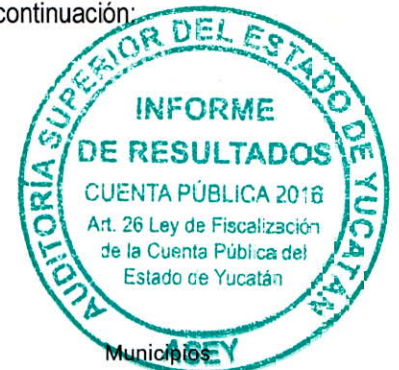 continuación:
AUDITORÍA SUPERIOR DEL ESTADO DE YUCATÁN
INFORME
DE RESULTADOS
CUENTA PÚBLICA 2016
Art. 26 Ley de Fiscalización
de la Cuenta Pública del
Estado de Yucatán
ASEY
Municipios